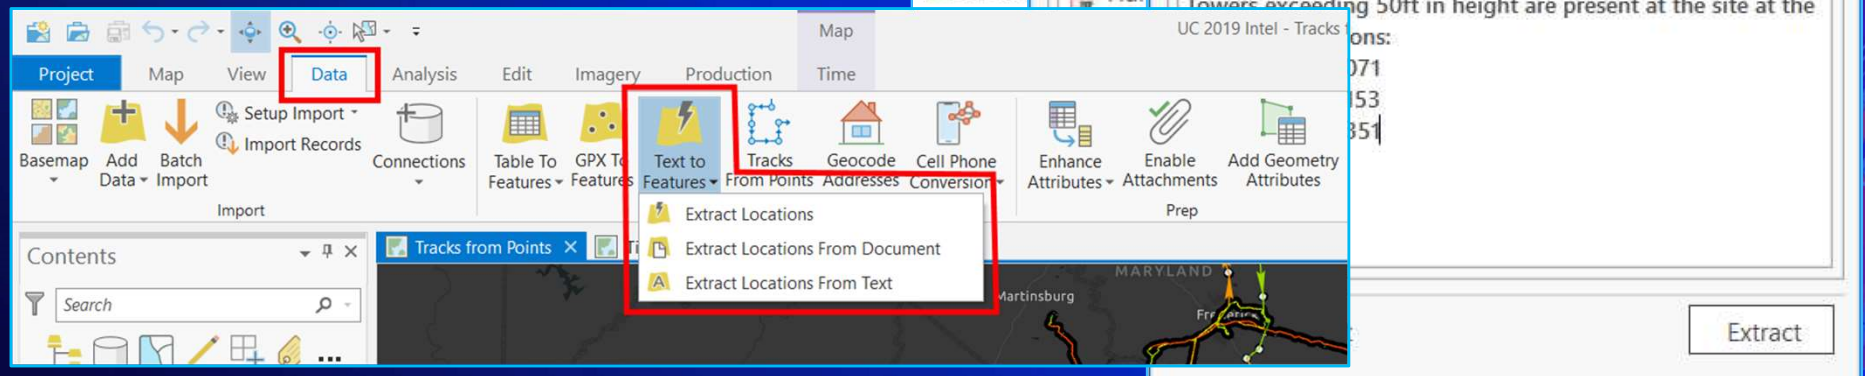 Towers exceeding 50ft in height are present at the site at the
ons:
071
153
351
Map
UC 2019 Intel - Tracks
Project
Map
View
Data
Analysis
Edit
Imagery
Production
Time
Basemap
Add
Data
Batch
Import
Setup Import
Import Records
Connections
Table To
Features
GPX To
Features
Text to
Features
Tracks
From Points
Geocode
Addresses
Cell Phone
Conversion
Enhance
Attributes
Enable
Attachments
Add Geometry
Attributes
Import
Prep
Extract Locations
Extract Locations From Document
Extract Locations From Text
Contents
Tracks from Points
Ti
Search
MARYLAND
Martinsburg
Frederick
Extract